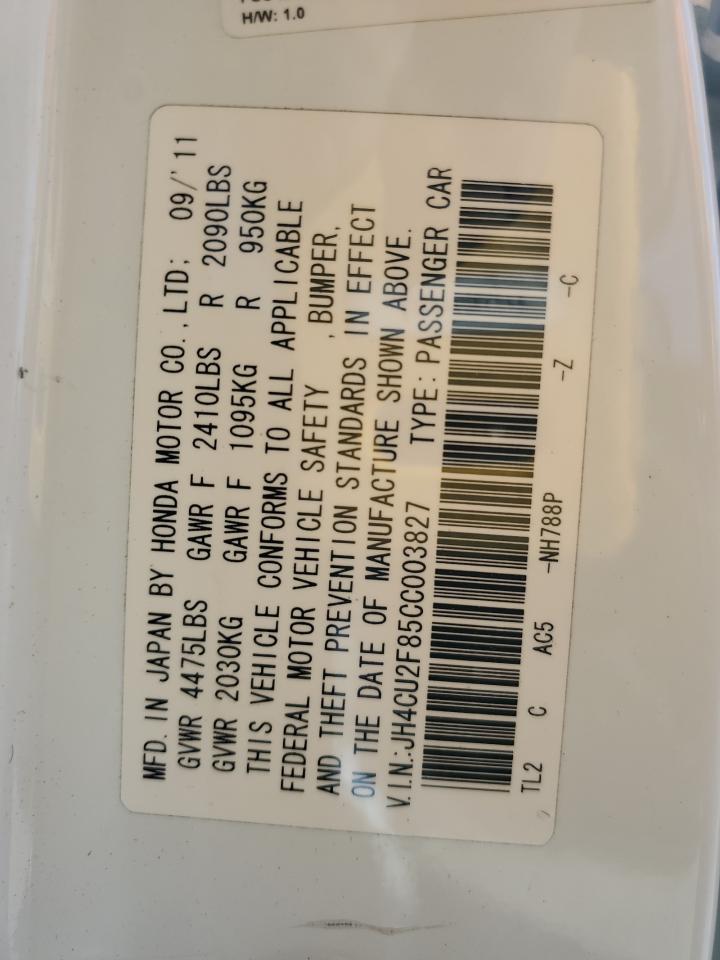 H/W: 1.0
MFD. IN JAPAN BY HONDA MOTOR CO., LTD; 09/'11
GVWR 4475LBS GAWR F 2410LBS R 2090LBS
GVWR 2030KG GAWR F 1095KG R 950KG
THIS VEHICLE CONFORMS TO ALL APPLICABLE
FEDERAL MOTOR VEHICLE SAFETY , BUMPER,
AND THEFT PREVENTION STANDARDS IN EFFECT
ON THE DATE OF MANUFACTURE SHOWN ABOVE.
V.I.N.:JH4CU2F85CC003827 TYPE: PASSENGER CAR
TL2 C AC5 -NH788P -Z -C